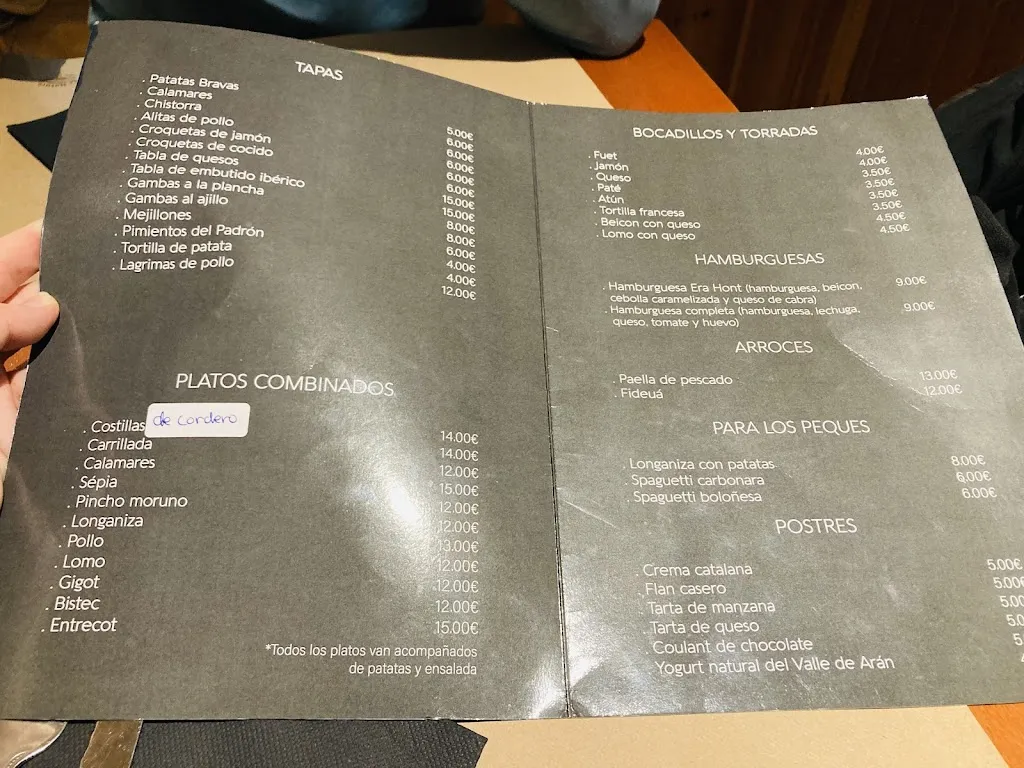 TAPAS
. Patatas Bravas 5.00€
. Calamares 6.00€
. Chistorra 6.00€
. Alitas de pollo 6.00€
. Croquetas de jamón 6.00€
. Croquetas de cocido 6.00€
. Tabla de quesos 15.00€
. Tabla de embutido ibérico 15.00€
. Gambas a la plancha 8.00€
. Gambas al ajillo 8.00€
. Mejillones 6.00€
. Pimientos del Padrón 4.00€
. Tortilla de patata 4.00€
. Lagrimas de pollo 12.00€
PLATOS COMBINADOS
. Costillas de cordero 14.00€
. Carrillada 14.00€
. Calamares 12.00€
. Sépia 15.00€
. Pincho moruno 12.00€
. Longaniza 12.00€
. Pollo 13.00€
. Lomo 12.00€
. Gigot 12.00€
. Bistec 12.00€
. Entrecot 15.00€
*Todos los platos van acompañados
de patatas y ensalada
BOCADILLOS Y TORRADAS
. Fuet 4.00€
. Jamón 4.00€
. Queso 3.50€
. Paté 3.50€
. Atún 3.50€
. Tortilla francesa 3.50€
. Beicon con queso 4.50€
. Lomo con queso 4.50€
HAMBURGUESAS
. Hamburguesa Era Hont (hamburguesa, beicon, 9.00€
cebolla caramelizada y queso de cabra)
. Hamburguesa completa (hamburguesa, lechuga, 9.00€
queso, tomate y huevo)
ARROCES
. Paella de pescado 13.00€
. Fideuá 12.00€
PARA LOS PEQUES
. Longaniza con patatas 8.00€
. Spaguetti carbonara 6.00€
. Spaguetti boloñesa 6.00€
POSTRES
. Crema catalana 5.00€
. Flan casero 5.00€
. Tarta de manzana 5.00
. Tarta de queso 5.0
. Coulant de chocolate 5.
. Yogurt natural del Valle de Arán